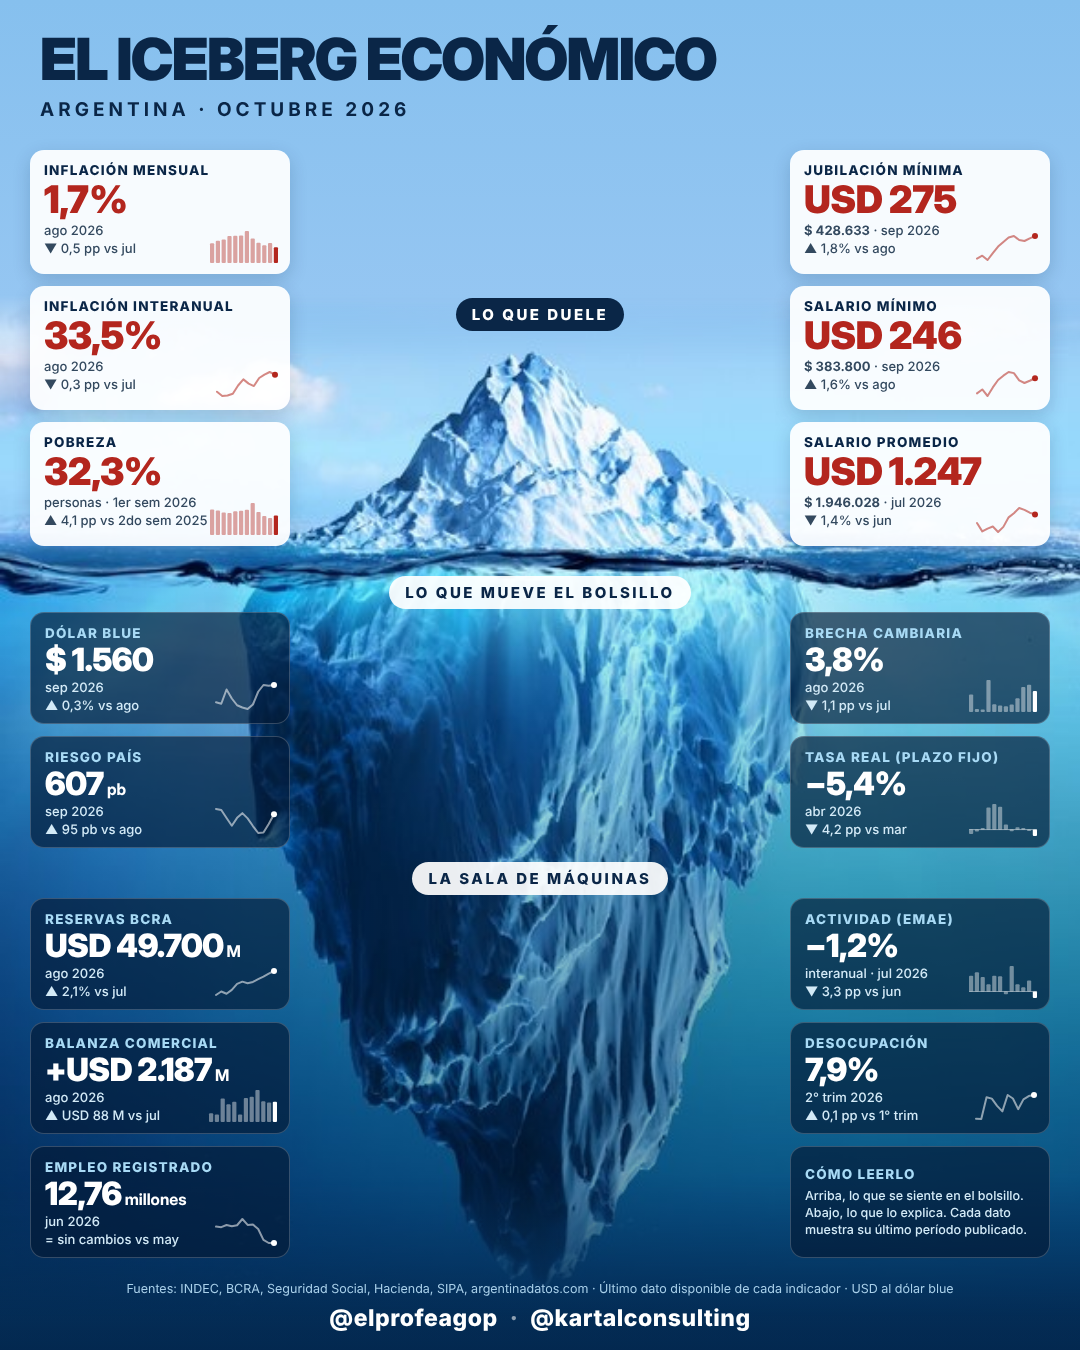 EL ICEBERG ECONÓMICO
ARGENTINA · OCTUBRE 2026
INFLACIÓN MENSUAL
1,7%
ago 2026
▼ 0,5 pp vs jul
INFLACIÓN INTERANUAL
33,5%
ago 2026
▼ 0,3 pp vs jul
POBREZA
32,3%
personas · 1er sem 2026
▲ 4,1 pp vs 2do sem 2025
JUBILACIÓN MÍNIMA
USD 275
$ 428.633 · sep 2026
▲ 1,8% vs ago
SALARIO MÍNIMO
USD 246
$ 383.800 · sep 2026
▲ 1,6% vs ago
SALARIO PROMEDIO
USD 1.247
$ 1.946.028 · jul 2026
▼ 1,4% vs jun
LO QUE DUELE
LO QUE MUEVE EL BOLSILLO
DÓLAR BLUE
$ 1.560
sep 2026
▲ 0,3% vs ago
RIESGO PAÍS
607 pb
sep 2026
▲ 95 pb vs ago
BRECHA CAMBIARIA
3,8%
ago 2026
▼ 1,1 pp vs jul
TASA REAL (PLAZO FIJO)
−5,4%
abr 2026
▼ 4,2 pp vs mar
LA SALA DE MÁQUINAS
RESERVAS BCRA
USD 49.700 M
ago 2026
▲ 2,1% vs jul
BALANZA COMERCIAL
+USD 2.187 M
ago 2026
▲ USD 88 M vs jul
EMPLEO REGISTRADO
12,76 millones
jun 2026
= sin cambios vs may
ACTIVIDAD (EMAE)
−1,2%
interanual · jul 2026
▼ 3,3 pp vs jun
DESOCUPACIÓN
7,9%
2° trim 2026
▲ 0,1 pp vs 1° trim
CÓMO LEERLO
Arriba, lo que se siente en el bolsillo.
Abajo, lo que lo explica. Cada dato
muestra su último período publicado.
Fuentes: INDEC, BCRA, Seguridad Social, Hacienda, SIPA, argentinadatos.com · Último dato disponible de cada indicador · USD al dólar blue
@elprofeagop · @kartalconsulting